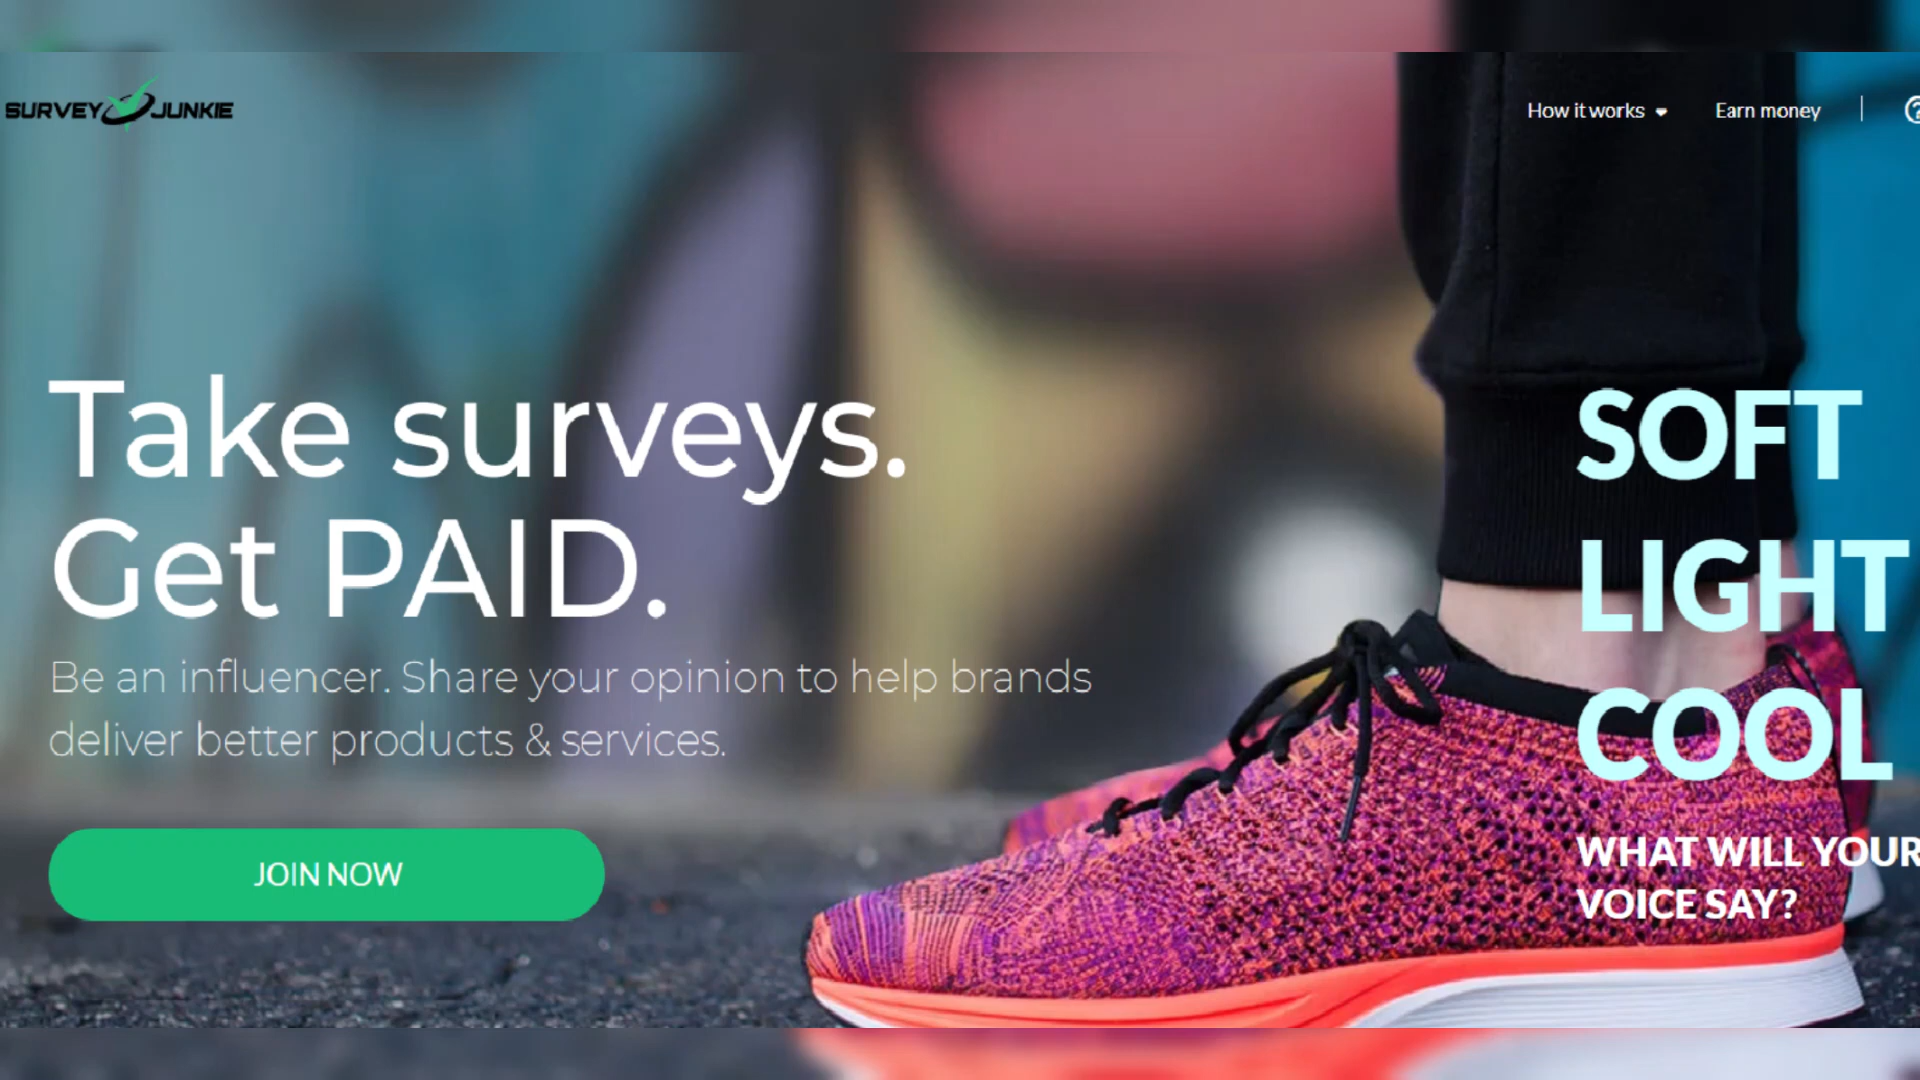 SURVEY JUNKIE
How it works
Earn money
Take surveys.
Get PAID.
Be an influencer. Share your opinion to help brands
deliver better products & services.
JOIN NOW
SOFT
LIGHT
COOL
WHAT WILL YOUR
VOICE SAY?